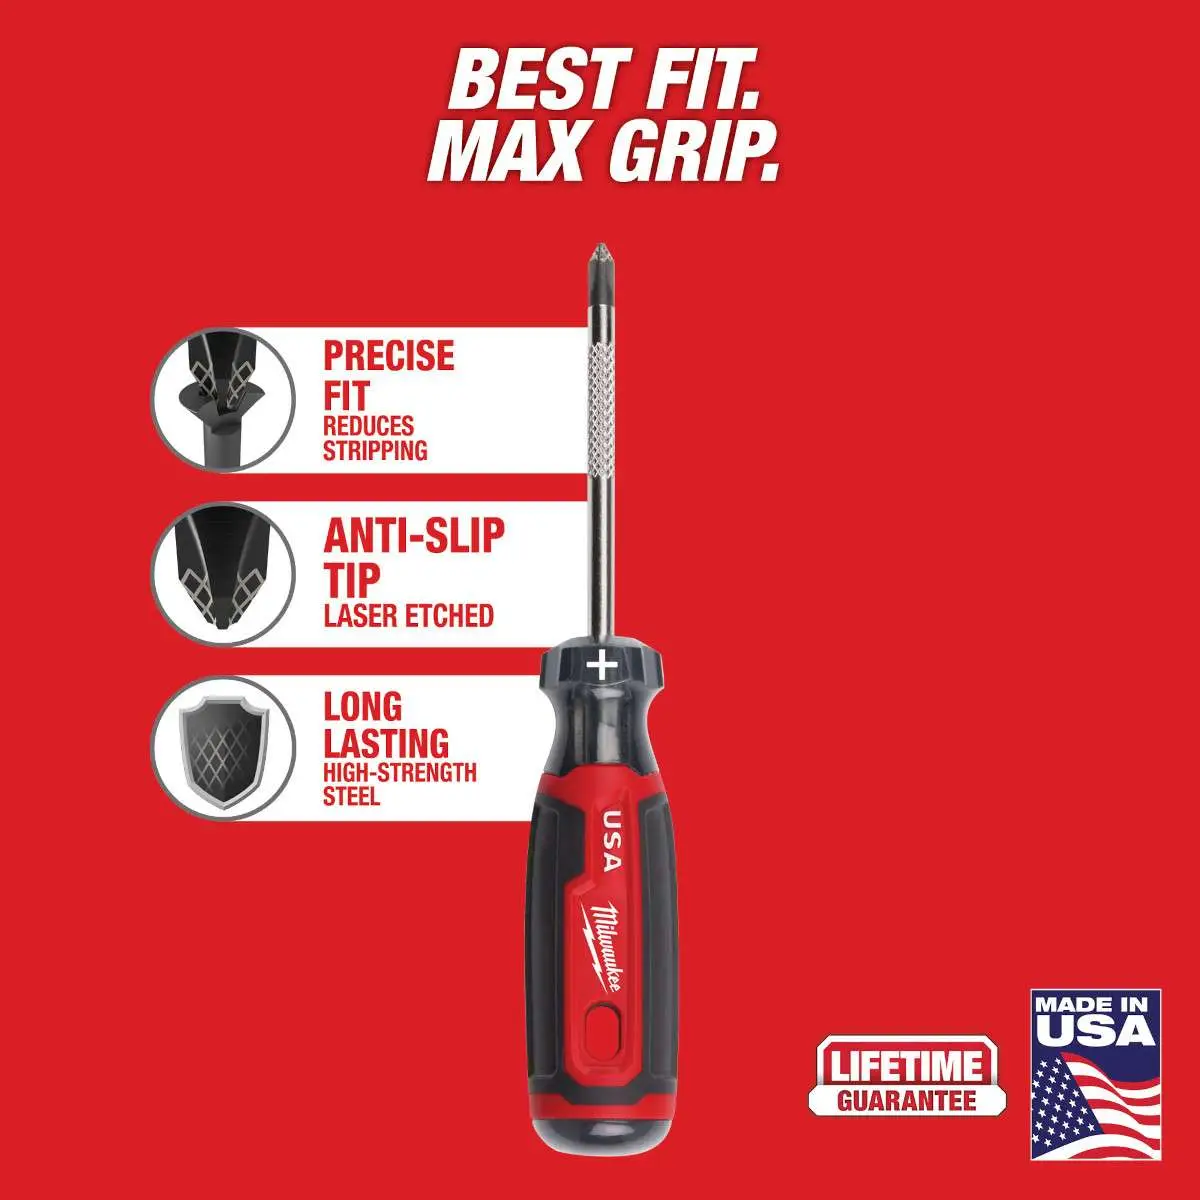 BEST FIT.
MAX GRIP.
PRECISE
FIT
REDUCES
STRIPPING
ANTI-SLIP
TIP
LASER ETCHED
LONG
LASTING
HIGH-STRENGTH
STEEL
USA
Milwaukee
LIFETIME
GUARANTEE
MADE IN
USA